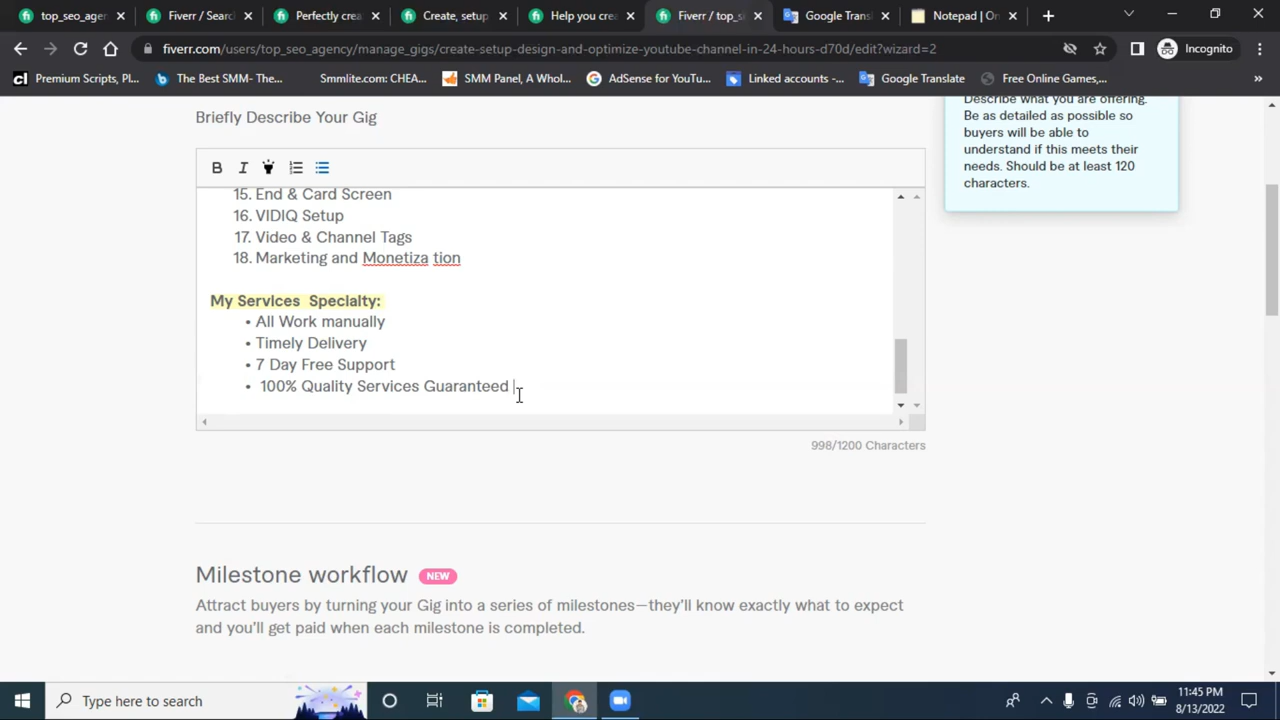 top_seo_agen
Fiverr / Searc
Perfectly crea
Create, setup
Help you crea
Fiverr / top_s
Google Transl
Notepad | On
fiverr.com/users/top_seo_agency/manage_gigs/create-setup-design-and-optimize-youtube-channel-in-24-hours-d70d/edit?wizard=2
Incognito
Premium Scripts, Pl...
The Best SMM- The...
Smmlite.com: CHEA...
SMM Panel, A Whol...
AdSense for YouTu...
Linked accounts -...
Google Translate
Free Online Games,...
»
Briefly Describe Your Gig
Describe what you are offering.
Be as detailed as possible so
buyers will be able to
understand if this meets their
needs. Should be at least 120
characters.
B I
15. End & Card Screen
16. VIDIQ Setup
17. Video & Channel Tags
18. Marketing and Monetiza tion
My Services  Specialty:
• All Work manually
• Timely Delivery
• 7 Day Free Support
• 100% Quality Services Guaranteed
998/1200 Characters
Milestone workflow NEW
Attract buyers by turning your Gig into a series of milestones—they'll know exactly what to expect
and you'll get paid when each milestone is completed.
Type here to search
11:45 PM
8/13/2022